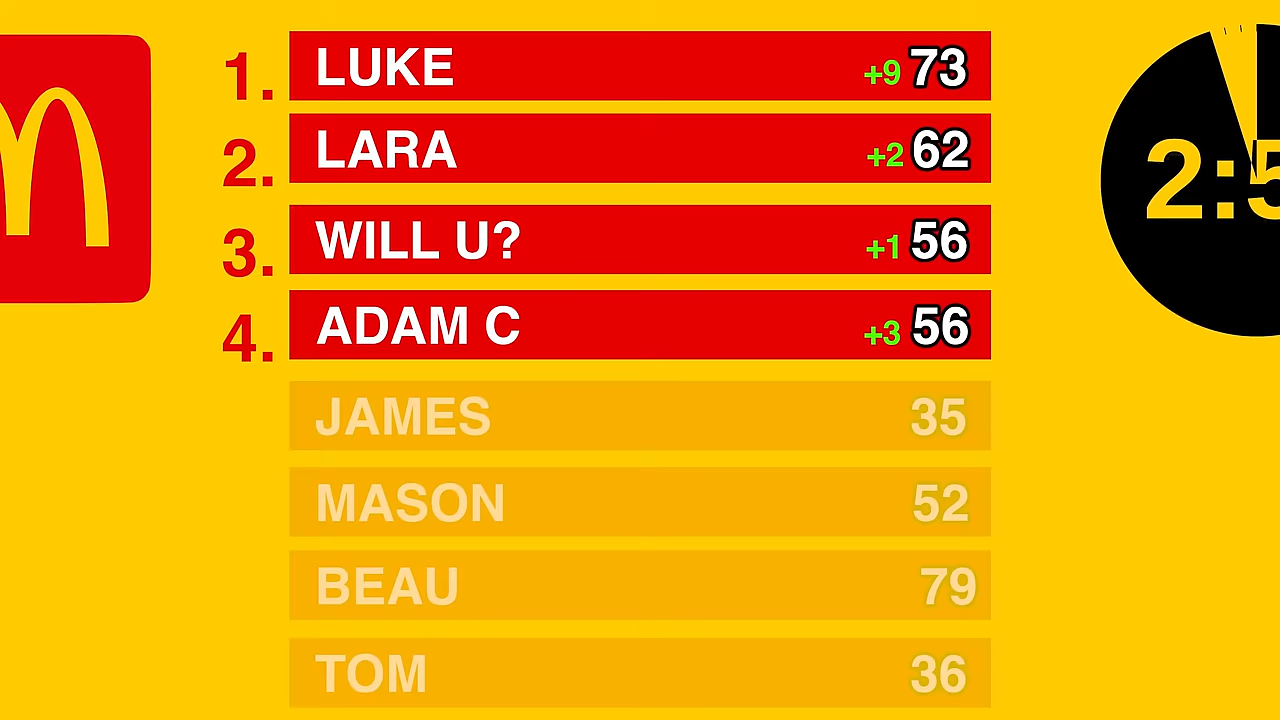 1. LUKE +9 73
2. LARA +2 62
3. WILL U? +1 56
4. ADAM C +3 56
JAMES 35
MASON 52
BEAU 79
TOM 36
2:5